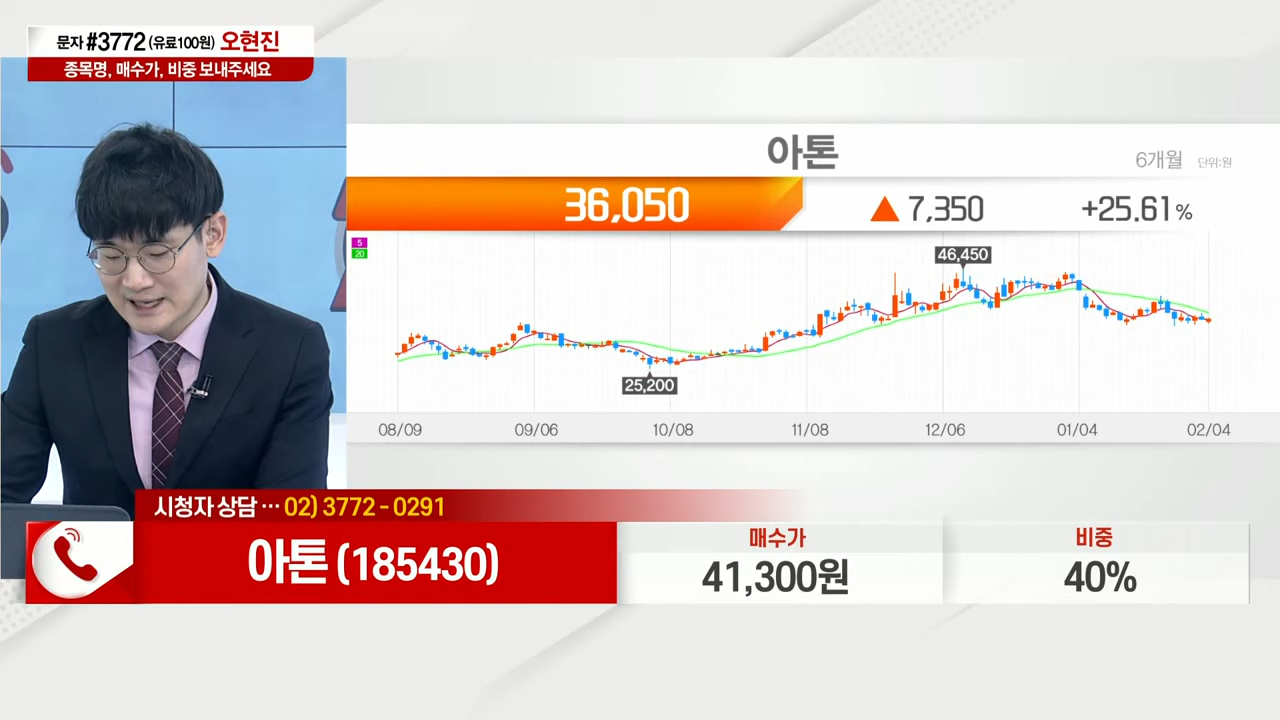 문자 #3772 (유료100원) 오현진
종목명, 매수가, 비중 보내주세요
아톤
6개월 단위:원
36,050 ▲ 7,350 +25.61%
5
20
46,450
25,200
08/09 09/06 10/08 11/08 12/06 01/04 02/04
시청자 상담 ··· 02) 3772 - 0291
아톤 (185430)
매수가 비중
41,300원 40%